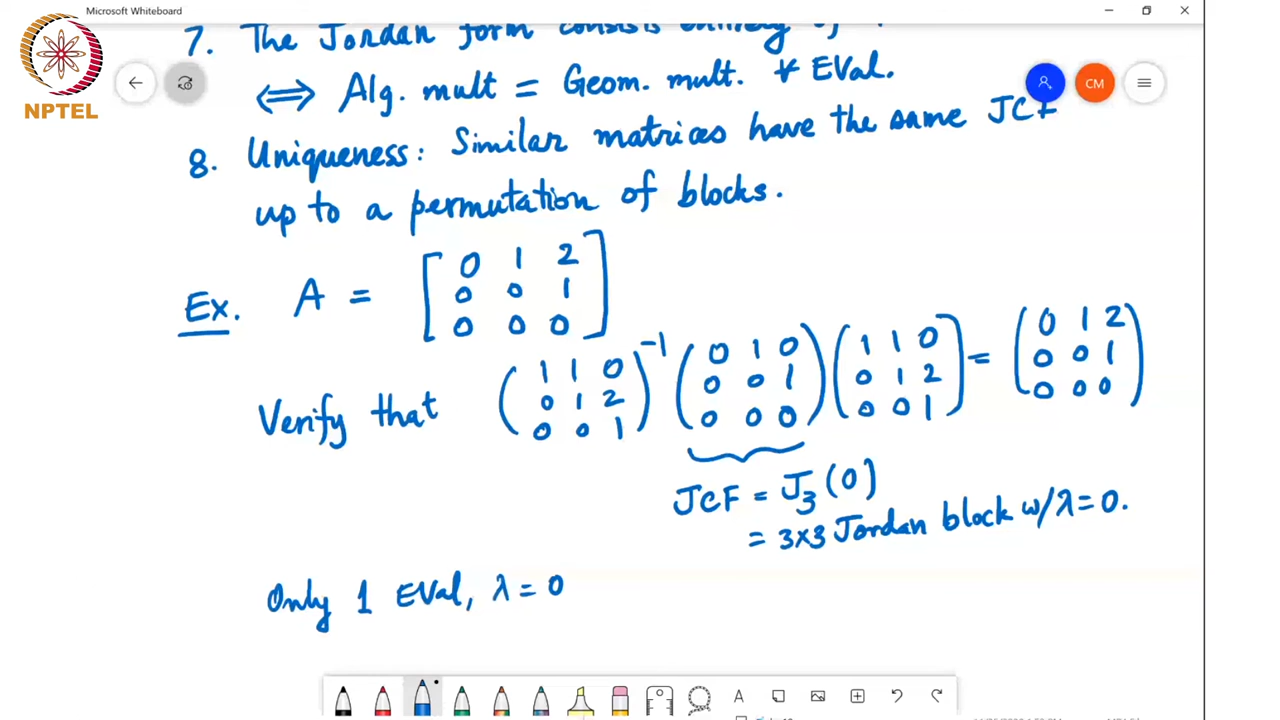 Microsoft Whiteboard
NPTEL
CM
7. The Jordan form consists entirely of
⟺ Alg. mult = Geom. mult. ∀ EVal.
8. Uniqueness: Similar matrices have the same JCF
up to a permutation of blocks.
Ex. A = [0 1 2
0 0 1
0 0 0]
Verify that (1 1 0
0 1 2
0 0 1)⁻¹ (0 1 0
0 0 1
0 0 0) (1 1 0
0 1 2
0 0 1) = (0 1 2
0 0 1
0 0 0)
JCF = J₃(0)
= 3×3 Jordan block w/ λ = 0.
Only 1 EVal, λ = 0
A